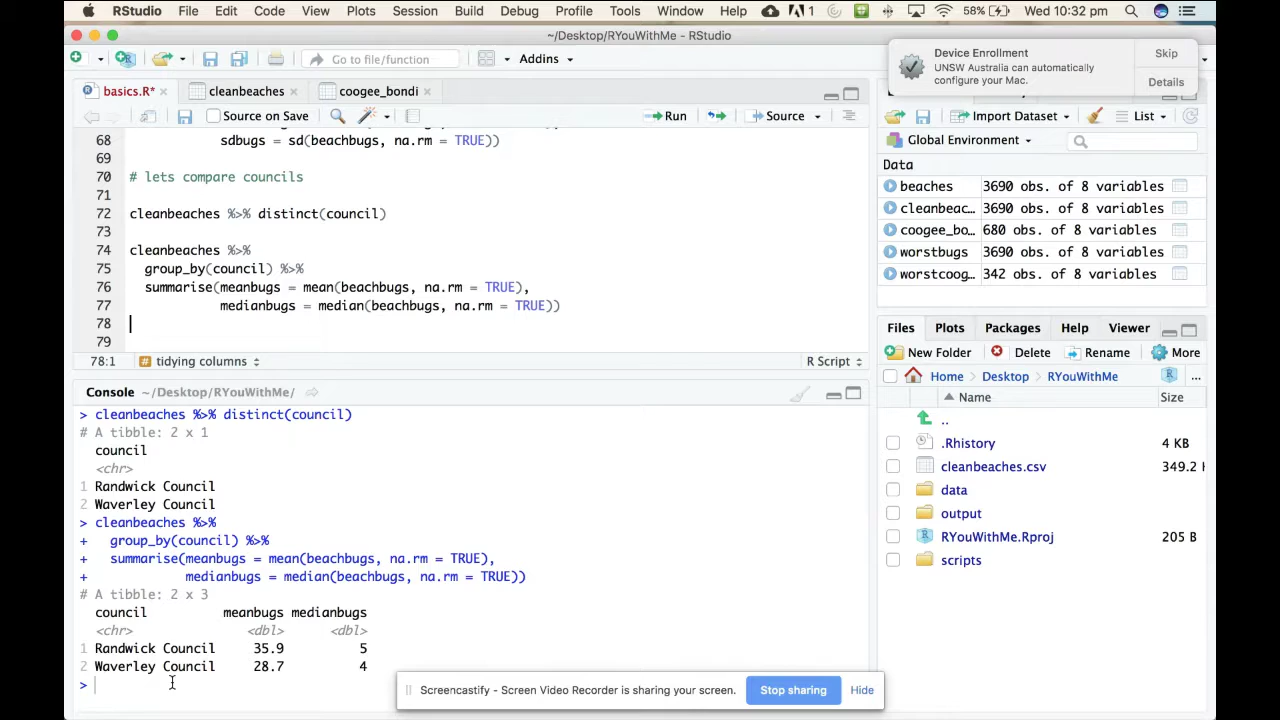 RStudio File Edit Code View Plots Session Build Debug Profile Tools Window Help 1 58% Wed 10:32 pm
~/Desktop/RYouWithMe - RStudio
Go to file/function Addins
Device Enrollment
UNSW Australia can automatically
configure your Mac.
Skip
Details
basics.R* cleanbeaches coogee_bondi
Source on Save Run Source
68 sdbugs = sd(beachbugs, na.rm = TRUE))
69
70 # lets compare councils
71
72 cleanbeaches %>% distinct(council)
73
74 cleanbeaches %>%
75 group_by(council) %>%
76 summarise(meanbugs = mean(beachbugs, na.rm = TRUE),
77 medianbugs = median(beachbugs, na.rm = TRUE))
78
79
78:1 # tidying columns R Script
Console ~/Desktop/RYouWithMe/
> cleanbeaches %>% distinct(council)
# A tibble: 2 x 1
council
<chr>
1 Randwick Council
2 Waverley Council
> cleanbeaches %>%
+ group_by(council) %>%
+ summarise(meanbugs = mean(beachbugs, na.rm = TRUE),
+ medianbugs = median(beachbugs, na.rm = TRUE))
# A tibble: 2 x 3
council meanbugs medianbugs
<chr> <dbl> <dbl>
1 Randwick Council 35.9 5
2 Waverley Council 28.7 4
>
Import Dataset List
Global Environment
Data
beaches 3690 obs. of 8 variables
cleanbeac… 3690 obs. of 8 variables
coogee_bo… 680 obs. of 8 variables
worstbugs 3690 obs. of 8 variables
worstcoog… 342 obs. of 8 variables
Files Plots Packages Help Viewer
New Folder Delete Rename More
Home Desktop RYouWithMe R ...
Name Size
..
.Rhistory 4 KB
cleanbeaches.csv 349.2
data
output
RYouWithMe.Rproj 205 B
scripts
Screencastify - Screen Video Recorder is sharing your screen. Stop sharing Hide